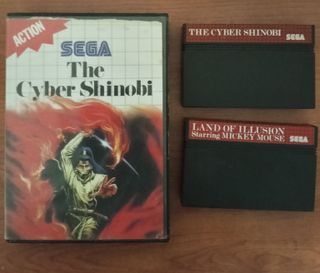 ACTION
SEGA
The
Cyber Shinobi
THE CYBER SHINOBI
SEGA
LAND OF ILLUSION
Starring MICKEY MOUSE SEGA